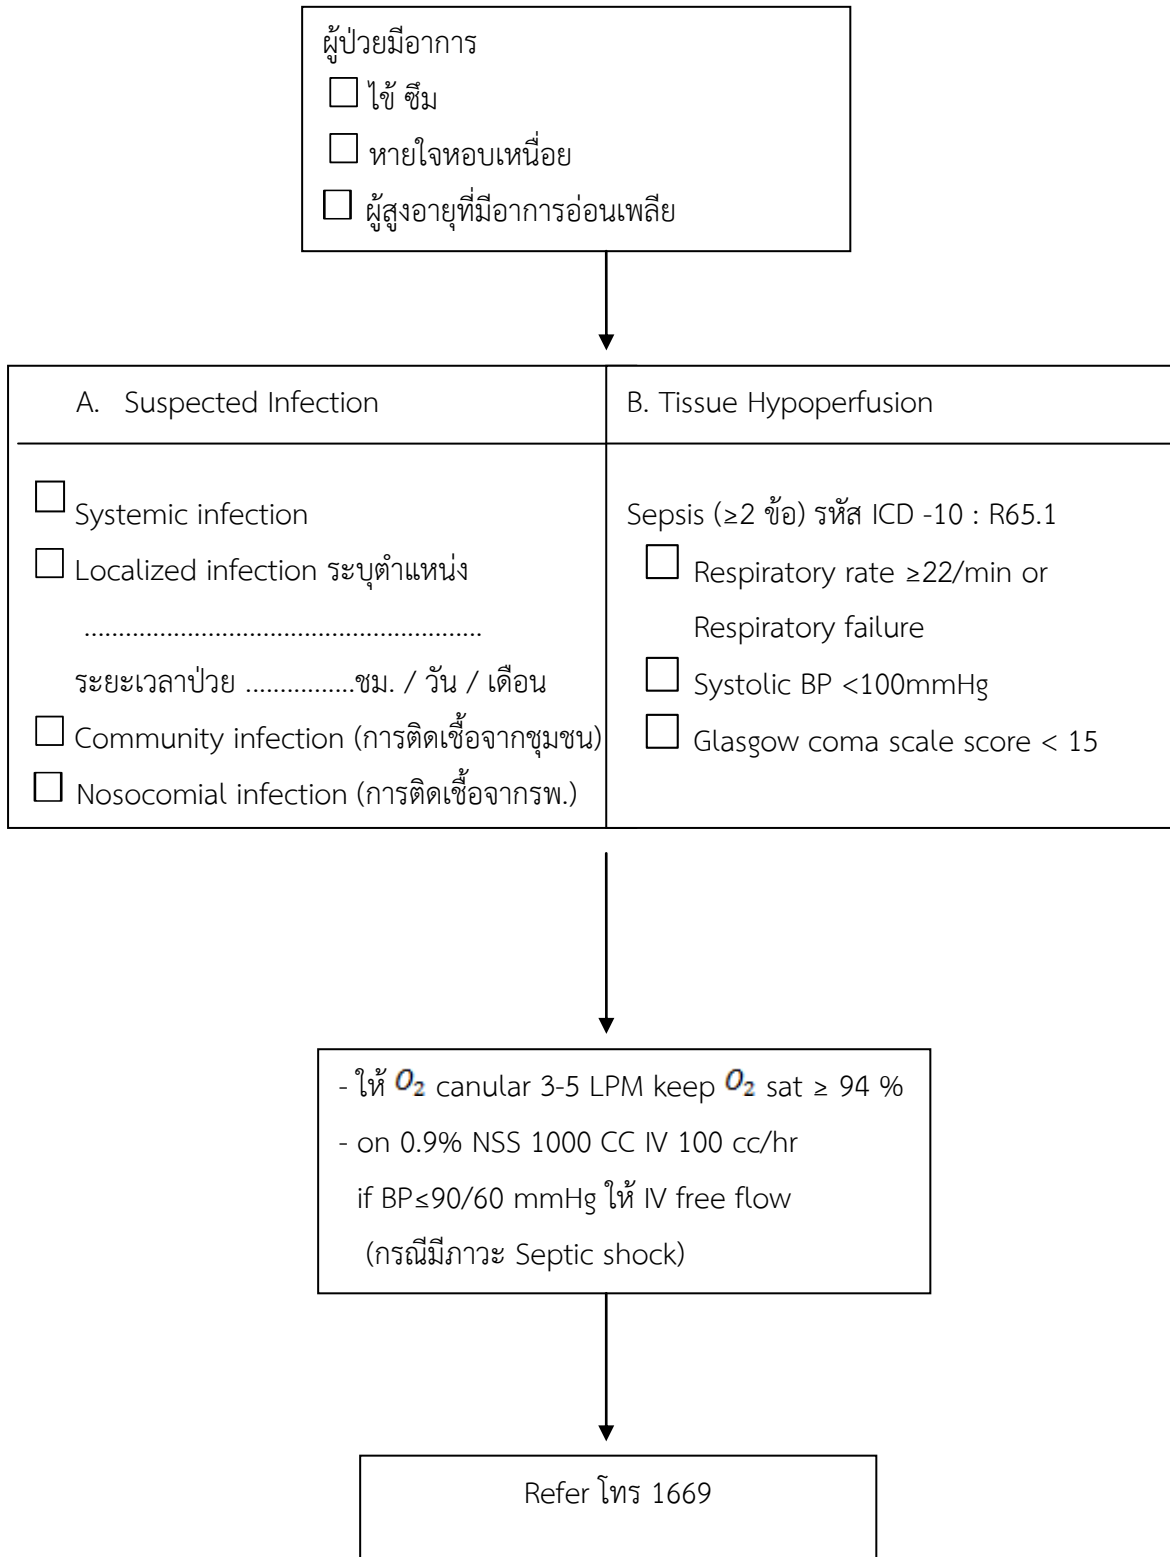 ผู้ป่วยมีอาการ
ไข้ ซึม
หายใจหอบเหนื่อย
ผู้สูงอายุที่มีอาการอ่อนเพลีย
A. Suspected Infection
Systemic infection
Localized infection ระบุตำแหน่ง
..........................................................
ระยะเวลาป่วย ................ชม. / วัน / เดือน
Community infection (การติดเชื้อจากชุมชน)
Nosocomial infection (การติดเชื้อจากรพ.)
B. Tissue Hypoperfusion
Sepsis (≥2 ข้อ) รหัส ICD -10 : R65.1
Respiratory rate ≥22/min or
Respiratory failure
Systolic BP <100mmHg
Glasgow coma scale score < 15
- ให้ O₂ canular 3-5 LPM keep O₂ sat ≥ 94 %
- on 0.9% NSS 1000 CC IV 100 cc/hr
if BP≤90/60 mmHg ให้ IV free flow
(กรณีมีภาวะ Septic shock)
Refer โทร 1669